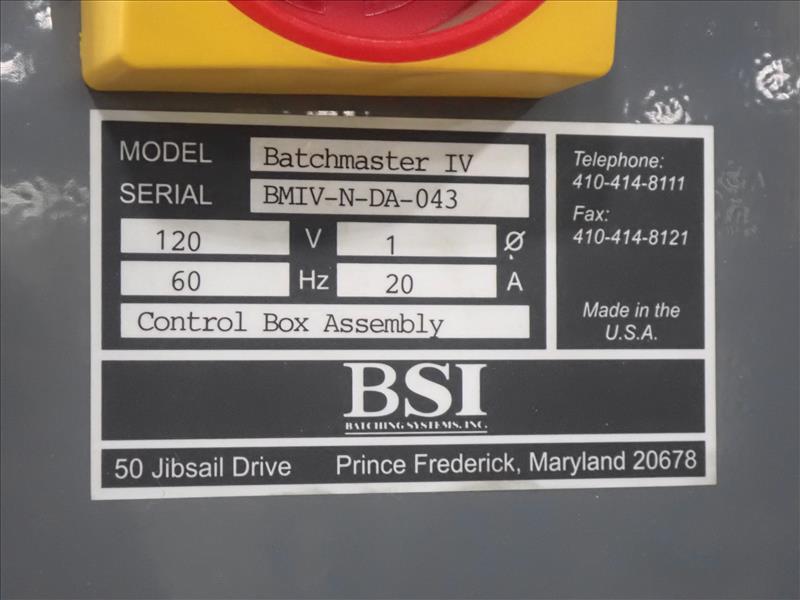 MODEL Batchmaster IV
SERIAL BMIV-N-DA-043
120 V 1 Ø
60 Hz 20 A
Control Box Assembly
Telephone:
410-414-8111
Fax:
410-414-8121
Made in the
U.S.A.
BSI
BATCHING SYSTEMS, INC.
50 Jibsail Drive Prince Frederick, Maryland 20678